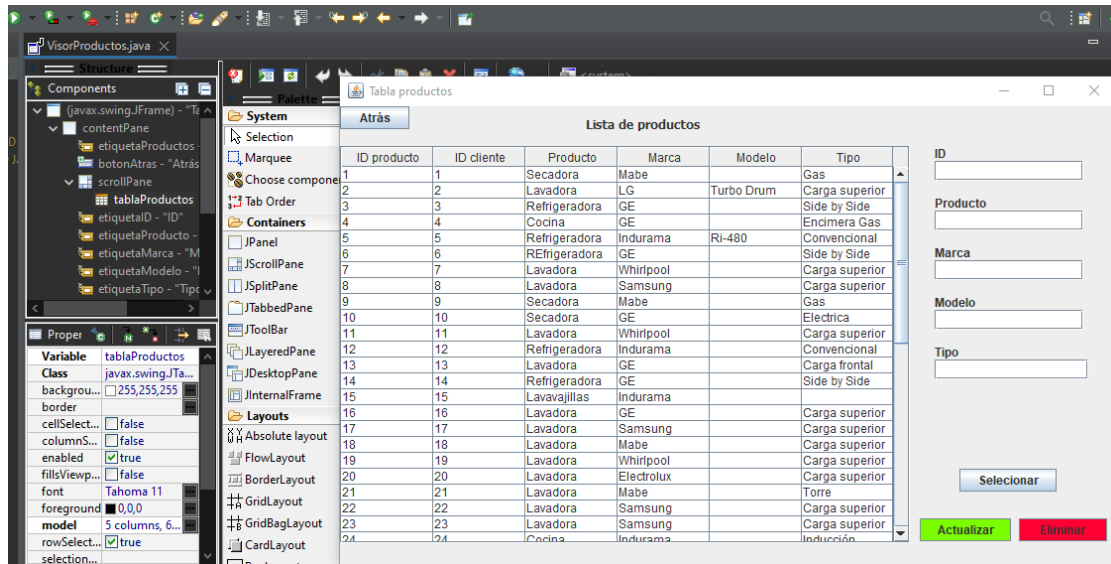 VisorProductos.java
Structure
Components
(javax.swing.JFrame) - "Ta
contentPane
etiquetaProductos -
botonAtras - "Atrás
scrollPane
tablaProductos
etiquetaID - "ID"
etiquetaProducto -
etiquetaMarca - "M
etiquetaModelo - "
etiquetaTipo - "Tipo
Proper
Variable tablaProductos
Class javax.swing.JTa...
backgrou... 255,255,255
border
cellSelect... false
columnS... false
enabled true
fillsViewp... false
font Tahoma 11
foreground 0,0,0
model 5 columns, 6...
rowSelect... true
selection...
<system>
Palette
System
Selection
Marquee
Choose compone
Tab Order
Containers
JPanel
JScrollPane
JSplitPane
JTabbedPane
JToolBar
JLayeredPane
JDesktopPane
JInternalFrame
Layouts
Absolute layout
FlowLayout
BorderLayout
GridLayout
GridBagLayout
CardLayout
Tabla productos
Atrás
Lista de productos
ID producto ID cliente Producto Marca Modelo Tipo
1 1 Secadora Mabe Gas
2 2 Lavadora LG Turbo Drum Carga superior
3 3 Refrigeradora GE Side by Side
4 4 Cocina GE Encimera Gas
5 5 Refrigeradora Indurama Ri-480 Convencional
6 6 REfrigeradora GE Side by Side
7 7 Lavadora Whirlpool Carga superior
8 8 Lavadora Samsung Carga superior
9 9 Secadora Mabe Gas
10 10 Secadora GE Electrica
11 11 Lavadora Whirlpool Carga superior
12 12 Refrigeradora Indurama Convencional
13 13 Lavadora GE Carga frontal
14 14 Refrigeradora GE Side by Side
15 15 Lavavajillas Indurama
16 16 Lavadora GE Carga superior
17 17 Lavadora Samsung Carga superior
18 18 Lavadora Mabe Carga superior
19 19 Lavadora Whirlpool Carga superior
20 20 Lavadora Electrolux Carga superior
21 21 Lavadora Mabe Torre
22 22 Lavadora Samsung Carga superior
23 23 Lavadora Samsung Carga superior
24 24 Cocina Indurama Inducción
ID
Producto
Marca
Modelo
Tipo
Selecionar
Actualizar
Eliminar